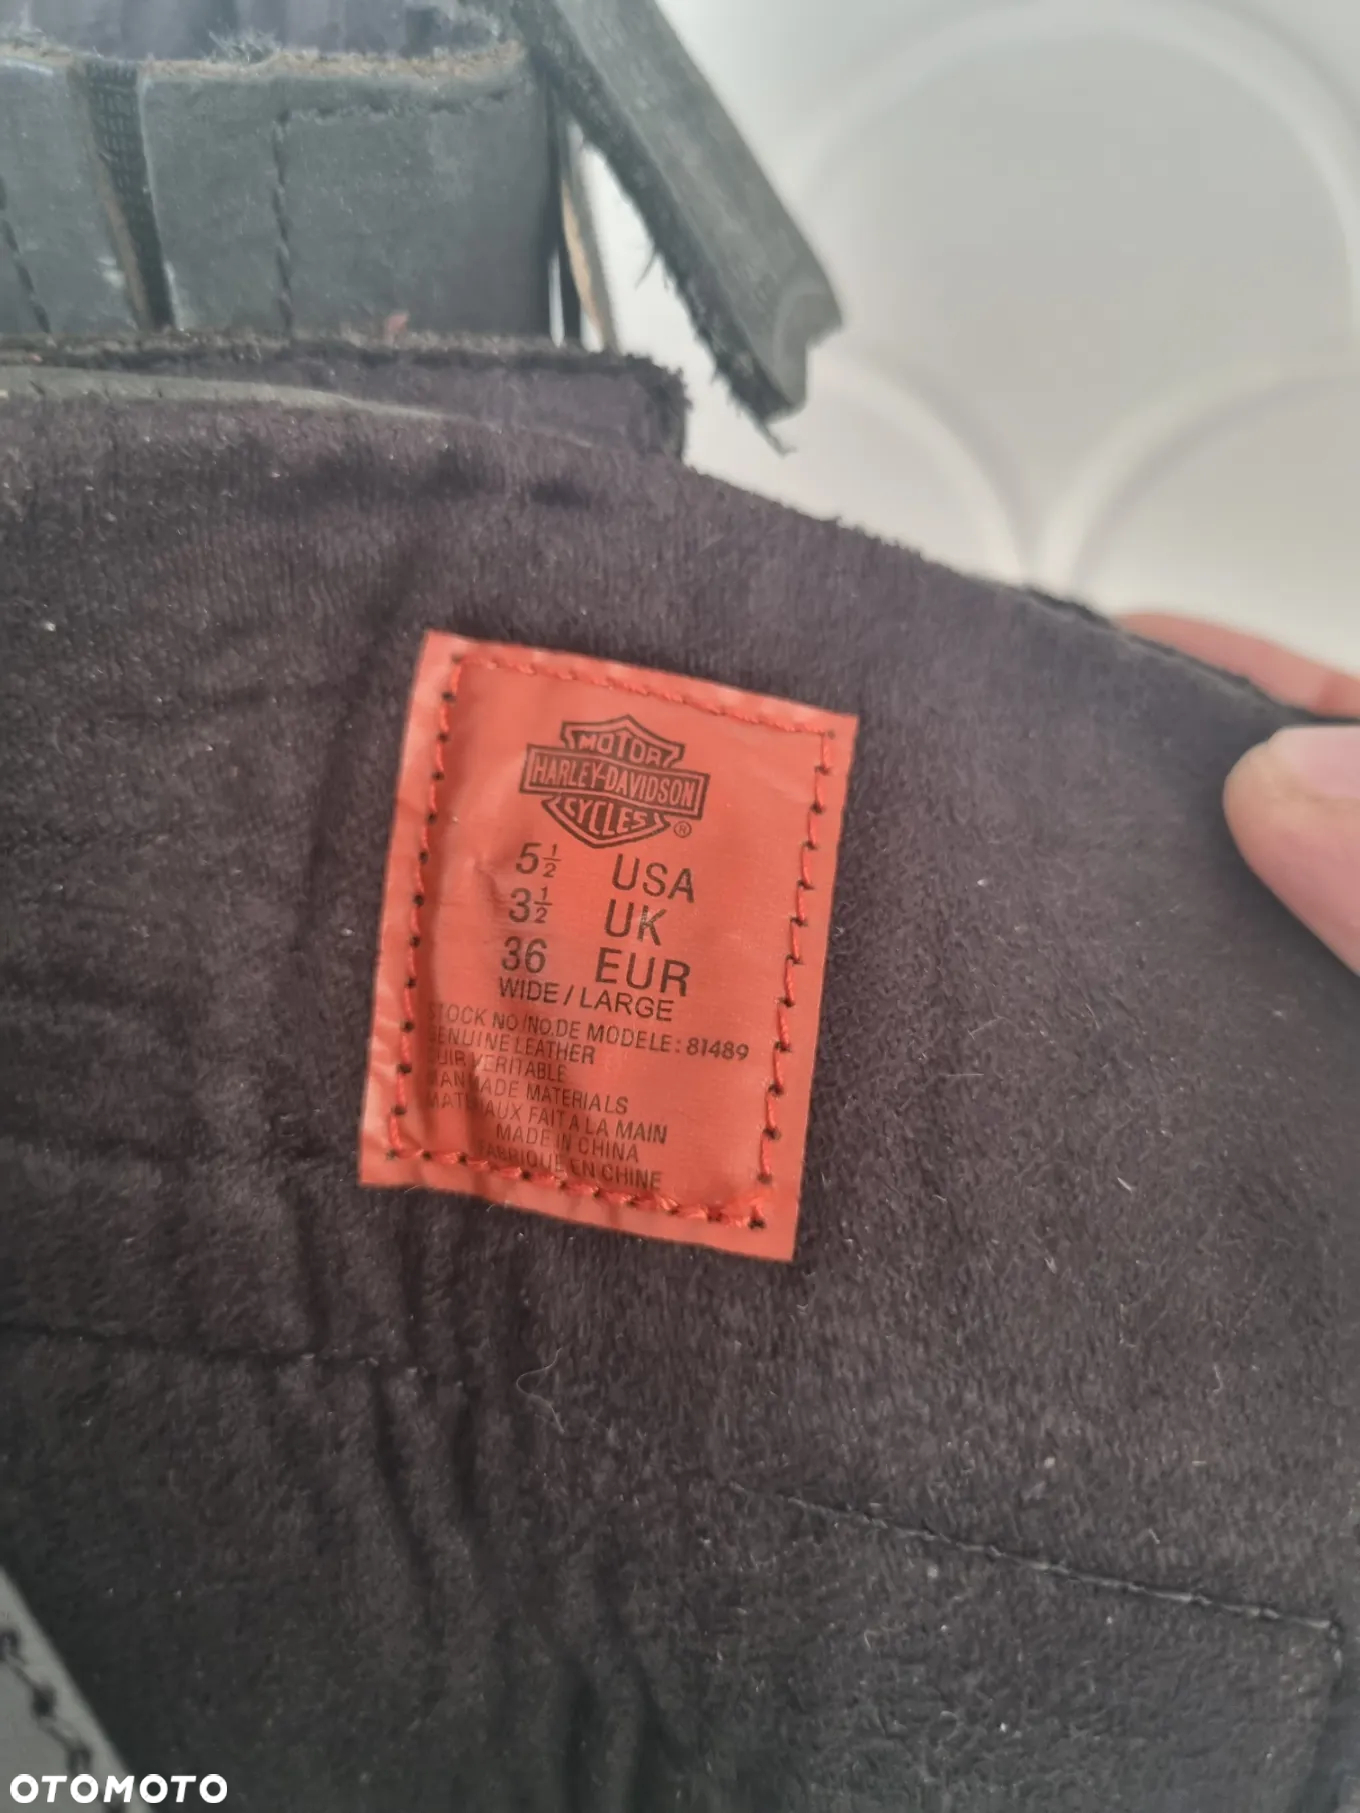 MOTOR
HARLEY-DAVIDSON
CYCLES ®
5½ USA
3½ UK
36 EUR
WIDE / LARGE
STOCK NO/NO.DE MODELE: 81489
GENUINE LEATHER
CUIR VERITABLE
MANMADE MATERIALS
MATERIAUX FAIT A LA MAIN
MADE IN CHINA
FABRIQUE EN CHINE
OTOMOTO